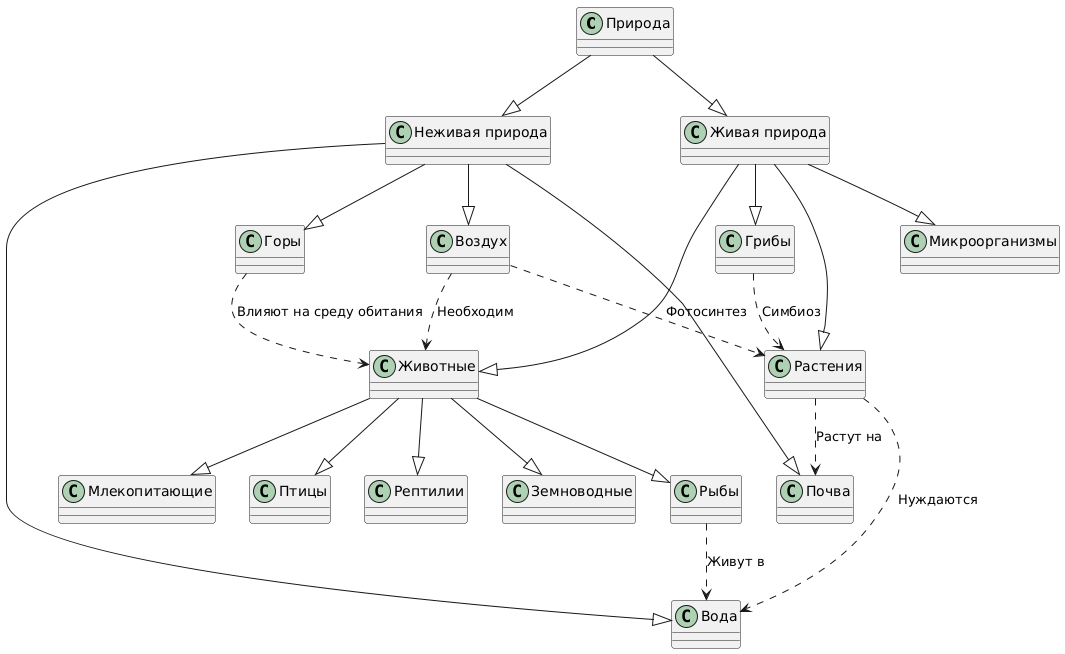 C Природа
C Неживая природа
C Живая природа
C Горы
C Воздух
C Грибы
C Микроорганизмы
Влияют на среду обитания
Необходим
Фотосинтез
Симбиоз
C Животные
C Растения
Растут на
C Млекопитающие
C Птицы
C Рептилии
C Земноводные
C Рыбы
C Почва
Нуждаются
Живут в
C Вода